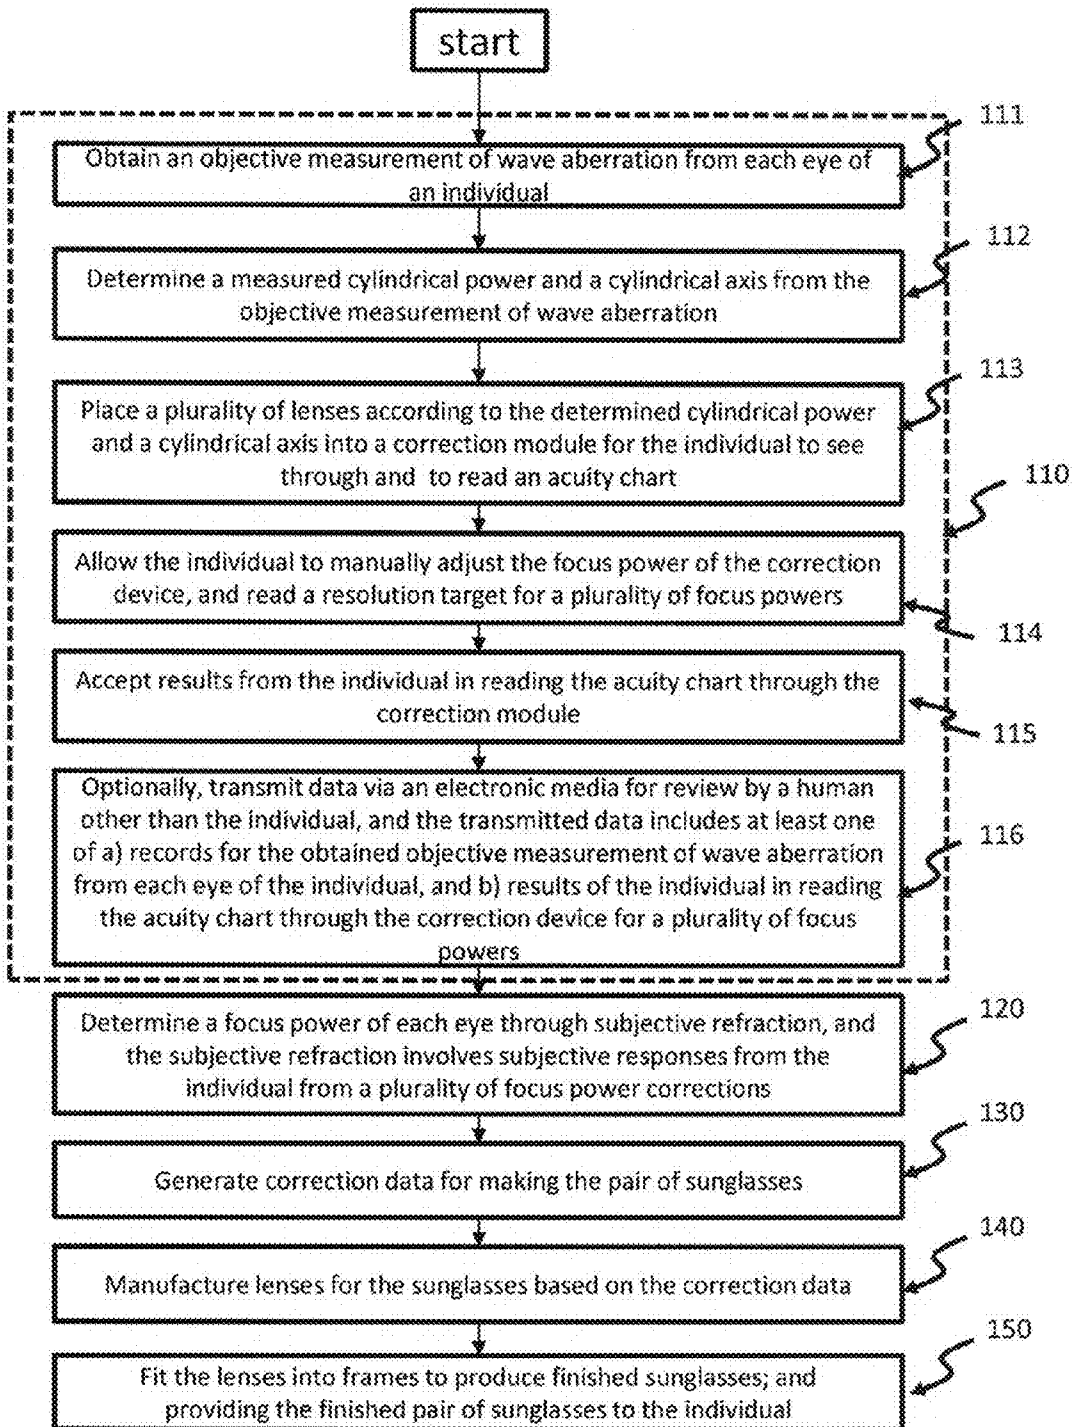 start
111
Obtain an objective measurement of wave aberration from each eye of
an individual
112
Determine a measured cylindrical power and a cylindrical axis from the
objective measurement of wave aberration
113
Place a plurality of lenses according to the determined cylindrical power
and a cylindrical axis into a correction module for the individual to see
through and to read an acuity chart
110
Allow the individual to manually adjust the focus power of the correction
device, and read a resolution target for a plurality of focus powers
114
Accept results from the individual in reading the acuity chart through the
correction module
115
Optionally, transmit data via an electronic media for review by a human
other than the individual, and the transmitted data includes at least one
of a) records for the obtained objective measurement of wave aberration
from each eye of the individual, and b) results of the individual in reading
the acuity chart through the correction device for a plurality of focus
powers
116
Determine a focus power of each eye through subjective refraction, and
the subjective refraction involves subjective responses from the
individual from a plurality of focus power corrections
120
130
Generate correction data for making the pair of sunglasses
140
Manufacture lenses for the sunglasses based on the correction data
150
Fit the lenses into frames to produce finished sunglasses; and
providing the finished pair of sunglasses to the individual